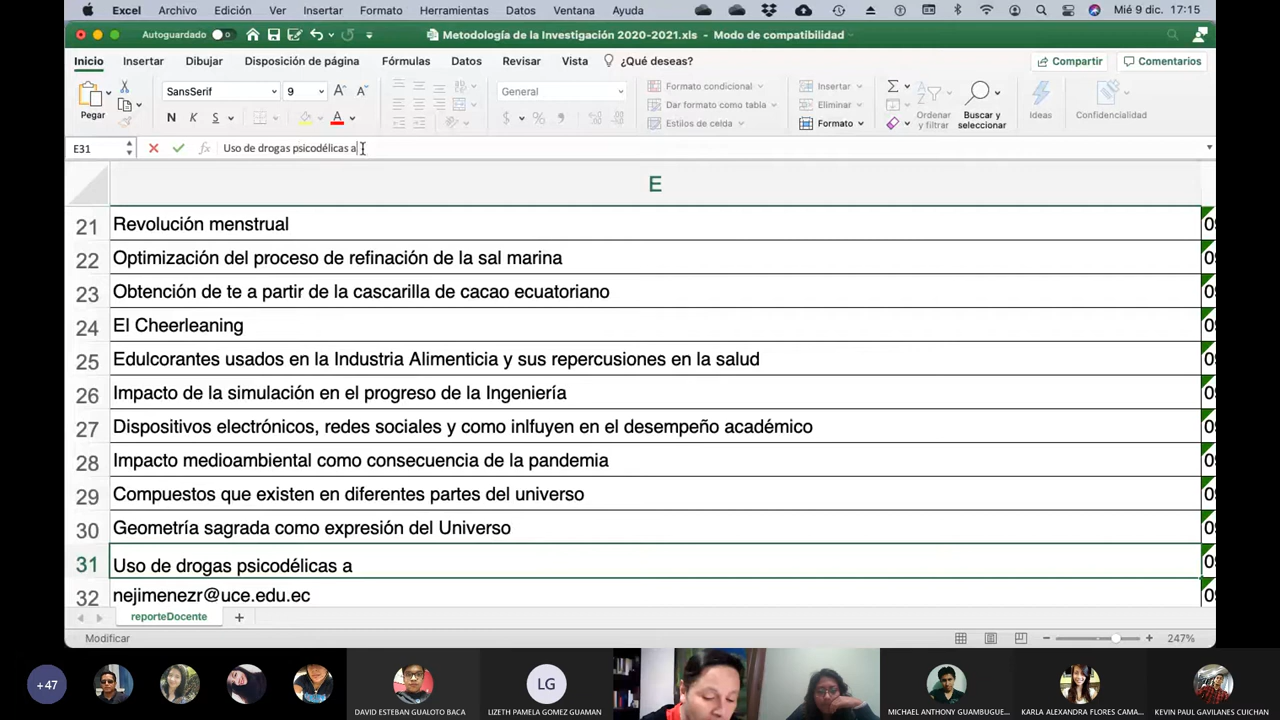 Excel Archivo Edición Ver Insertar Formato Herramientas Datos Ventana Ayuda Mié 9 dic. 17:15
Autoguardado Metodología de la Investigación 2020-2021.xls - Modo de compatibilidad
Inicio Insertar Dibujar Disposición de página Fórmulas Datos Revisar Vista ¿Qué deseas? Compartir Comentarios
Pegar
SansSerif 9
N K S
General
$ %
Formato condicional
Dar formato como tabla
Estilos de celda
Insertar
Eliminar
Formato
Ordenar y filtrar
Buscar y seleccionar
Ideas
Confidencialidad
E31 fx Uso de drogas psicodélicas a
E
21 Revolución menstrual
22 Optimización del proceso de refinación de la sal marina
23 Obtención de te a partir de la cascarilla de cacao ecuatoriano
24 El Cheerleaning
25 Edulcorantes usados en la Industria Alimenticia y sus repercusiones en la salud
26 Impacto de la simulación en el progreso de la Ingeniería
27 Dispositivos electrónicos, redes sociales y como inlfuyen en el desempeño académico
28 Impacto medioambiental como consecuencia de la pandemia
29 Compuestos que existen en diferentes partes del universo
30 Geometría sagrada como expresión del Universo
31 Uso de drogas psicodélicas a
32 nejimenezr@uce.edu.ec
reporteDocente
Modificar 247%
+47
LG
DAVID ESTEBAN GUALOTO BACA
LIZETH PAMELA GOMEZ GUAMAN
MICHAEL ANTHONY GUAMBUGUE...
KARLA ALEXANDRA FLORES CAMA...
KEVIN PAUL GAVILANES CUICHAN